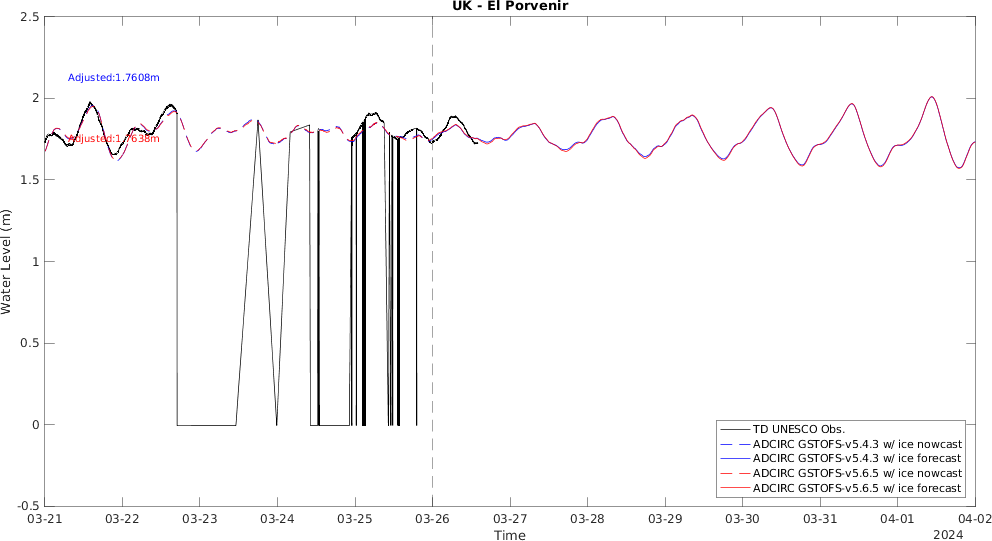 UK - El Porvenir
2.5
2
1.5
1
0.5
0
-0.5
Water Level (m)
Adjusted:1.7608m
Adjusted:1.7638m
03-21 03-22 03-23 03-24 03-25 03-26 03-27 03-28 03-29 03-30 03-31 04-01 04-02
Time
2024
TD UNESCO Obs.
ADCIRC GSTOFS-v5.4.3 w/ ice nowcast
ADCIRC GSTOFS-v5.4.3 w/ ice forecast
ADCIRC GSTOFS-v5.6.5 w/ ice nowcast
ADCIRC GSTOFS-v5.6.5 w/ ice forecast